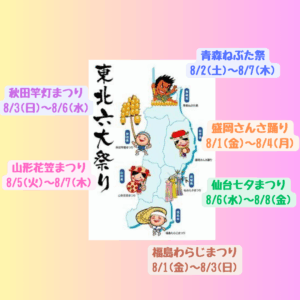 青森ねぶた祭
8/2(土)～8/7(木)
秋田竿灯まつり
8/3(日)～8/6(水)
東北六大祭り
盛岡さんさ踊り
8/1(金)～8/4(月)
山形花笠まつり
8/5(火)～8/7(木)
仙台七夕まつり
8/6(水)～8/8(金)
福島わらじまつり
8/1(金)～8/3(日)